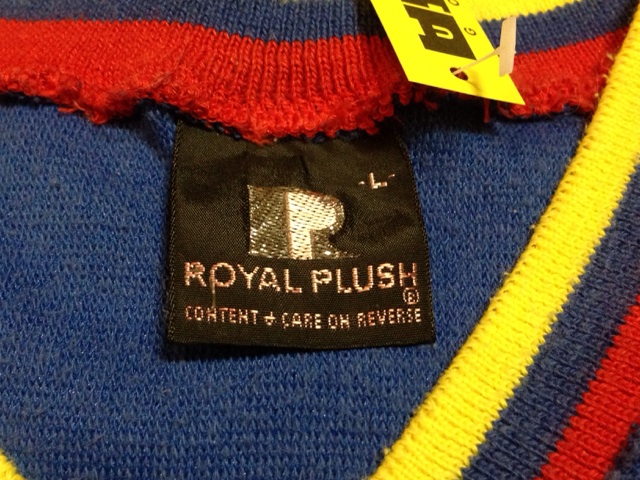 -L-
R
ROYAL PLUSH
®
CONTENT & CARE ON REVERSE